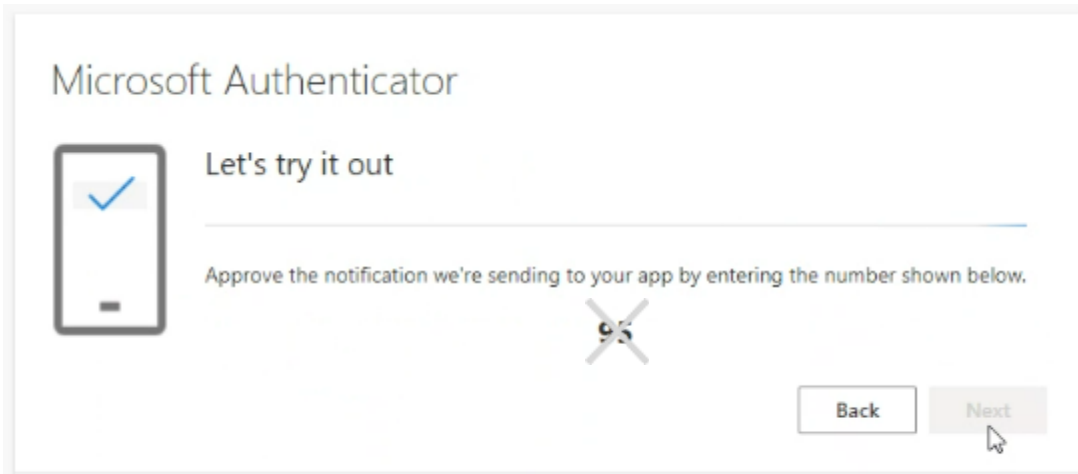 Microsoft Authenticator
Let's try it out
Approve the notification we're sending to your app by entering the number shown below.
95
Back
Next